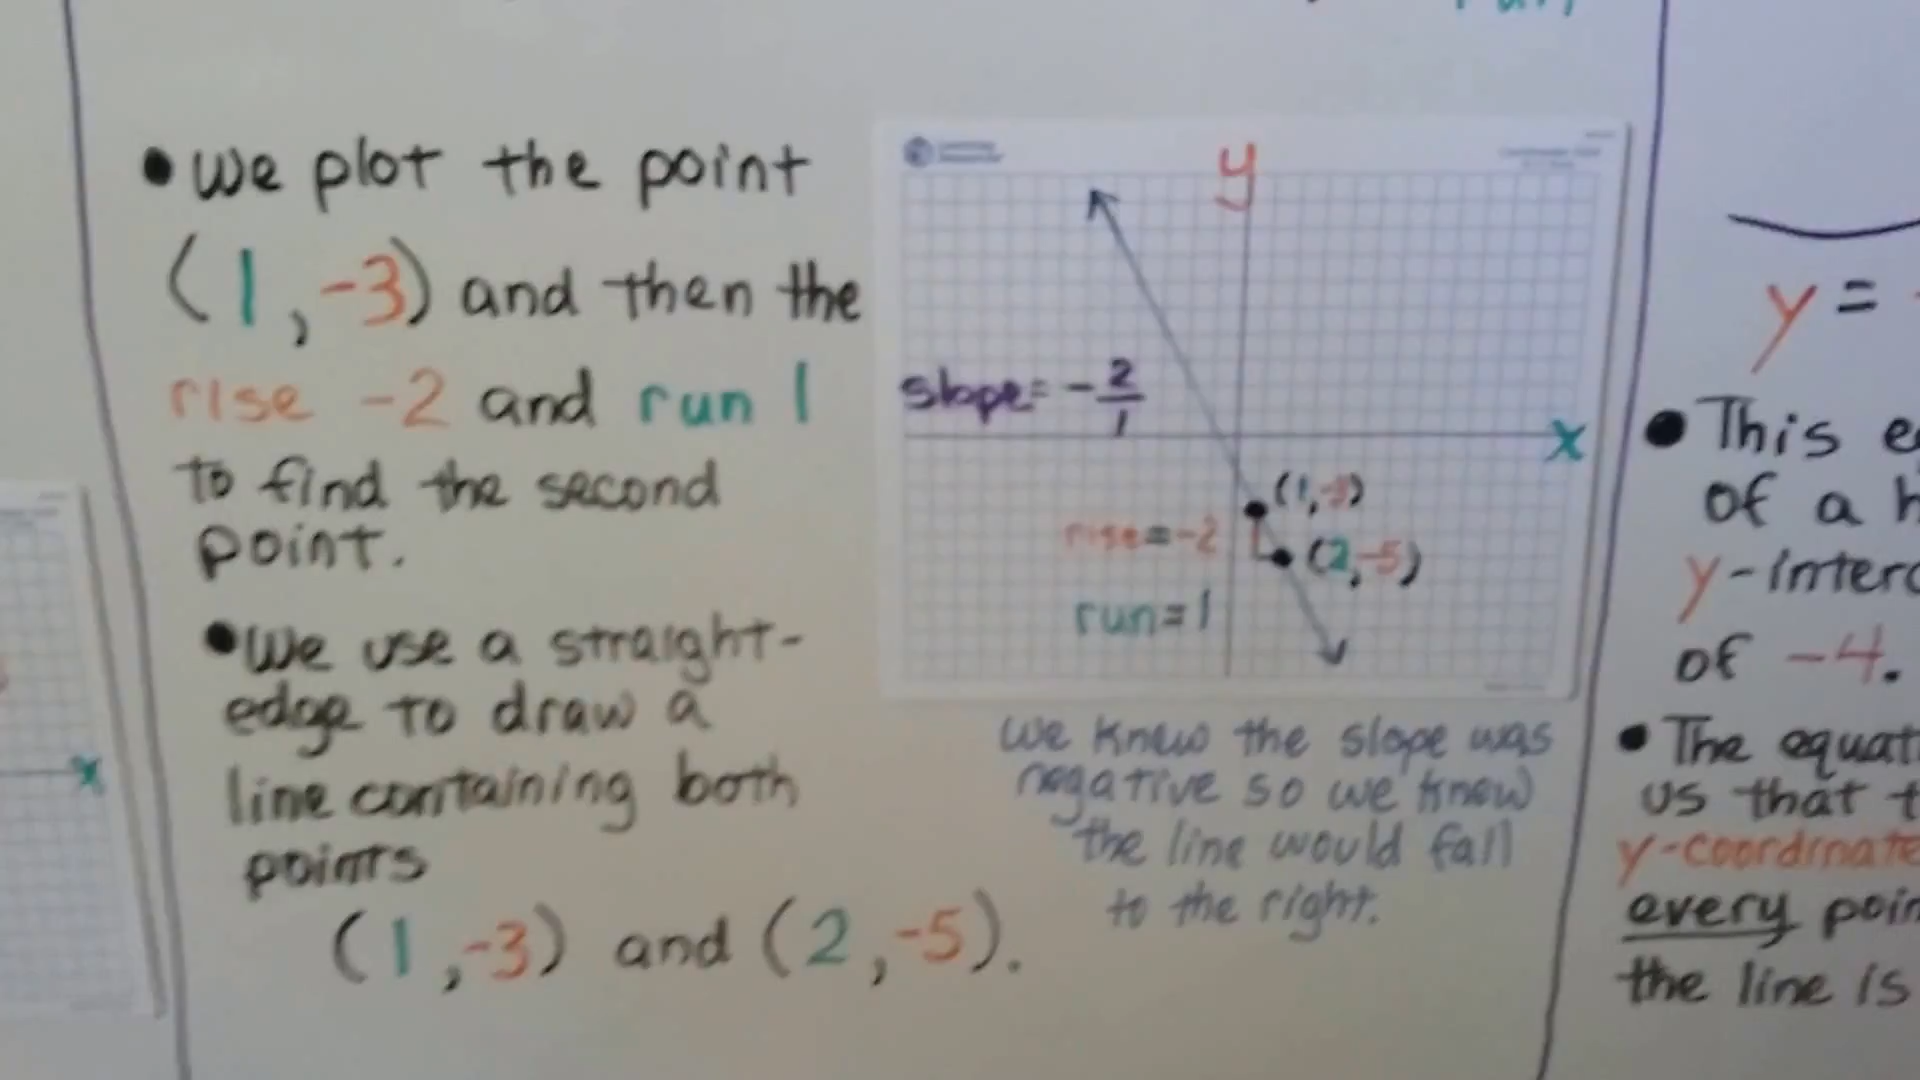 • we plot the point
(1, -3) and then the
rise -2 and run 1
to find the second
point.
• We use a straight-
edge to draw a
line containing both
points
(1, -3) and (2, -5).
y
slope = - 2/1
x
(1, -3)
rise = -2
(2, -5)
run = 1
we knew the slope was
negative so we knew
the line would fall
to the right.
x
y =
• This
of a
of -4.
• The
us that
y-coordinate
every
the line is